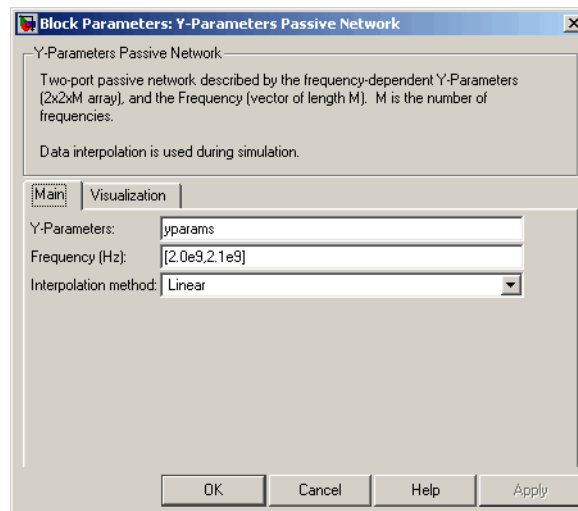 Block Parameters: Y-Parameters Passive Network
Y-Parameters Passive Network
Two-port passive network described by the frequency-dependent Y-Parameters
(2x2xM array), and the Frequency (vector of length M).  M is the number of
frequencies.
Data interpolation is used during simulation.
Main Visualization
Y-Parameters: yparams
Frequency (Hz): [2.0e9,2.1e9]
Interpolation method: Linear
OK Cancel Help Apply